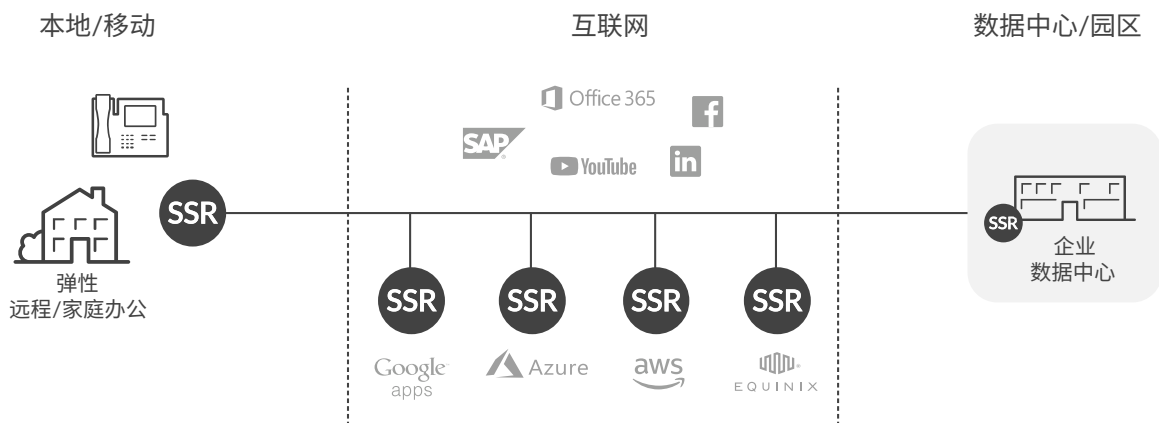 本地/移动
互联网
数据中心/园区
Office 365
SAP
YouTube
in
SSR
SSR
企业
数据中心
弹性
远程/家庭办公
SSR
SSR
SSR
SSR
Google
apps
Azure
aws
EQUINIX